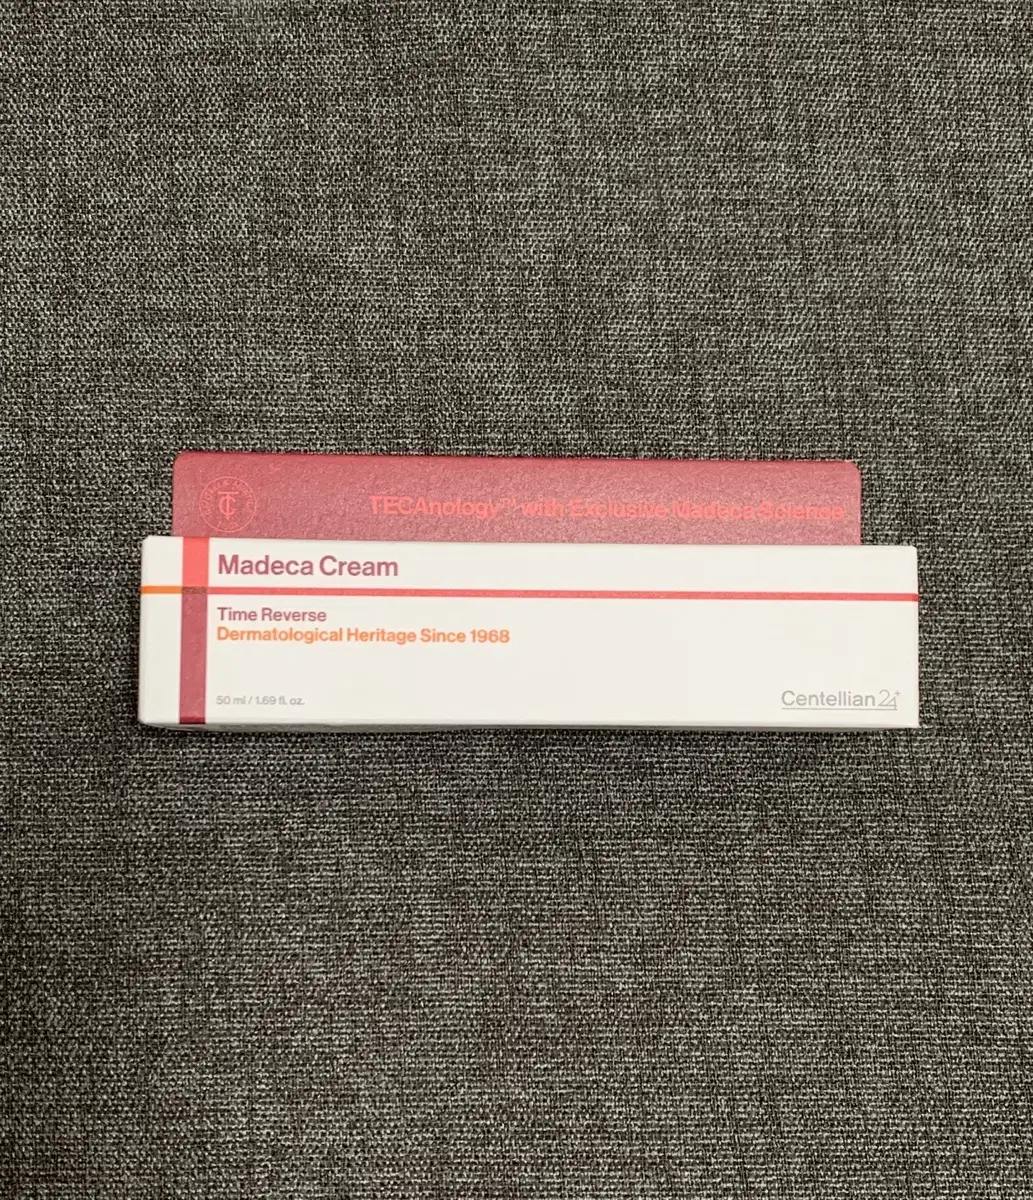 TECAnology™ with Exclusive Madeca Science
Madeca Cream
Time Reverse
Dermatological Heritage Since 1968
50 ml / 1.69 fl. oz.
Centellian24+